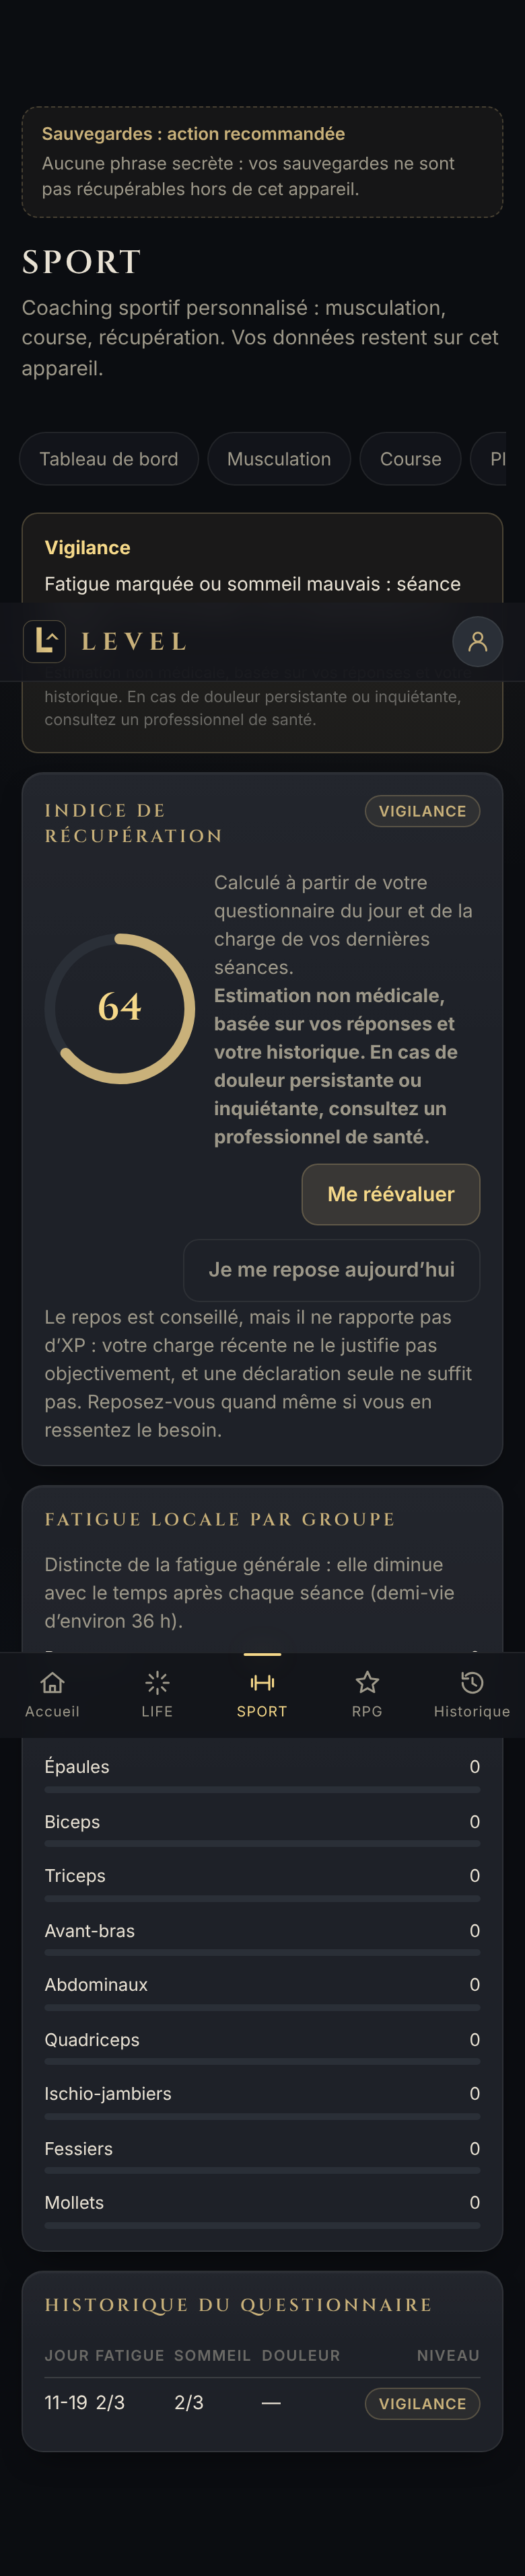 Sauvegardes : action recommandée
Aucune phrase secrète : vos sauvegardes ne sont
pas récupérables hors de cet appareil.
SPORT
Coaching sportif personnalisé : musculation,
course, récupération. Vos données restent sur cet
appareil.
Tableau de bord Musculation Course Pl
Vigilance
Fatigue marquée ou sommeil mauvais : séance
LEVEL
historique. En cas de douleur persistante ou inquiétante,
consultez un professionnel de santé.
INDICE DE
RÉCUPÉRATION
VIGILANCE
64
Calculé à partir de votre
questionnaire du jour et de la
charge de vos dernières
séances.
Estimation non médicale,
basée sur vos réponses et
votre historique. En cas de
douleur persistante ou
inquiétante, consultez un
professionnel de santé.
Me réévaluer
Je me repose aujourd’hui
Le repos est conseillé, mais il ne rapporte pas
d’XP : votre charge récente ne le justifie pas
objectivement, et une déclaration seule ne suffit
pas. Reposez-vous quand même si vous en
ressentez le besoin.
FATIGUE LOCALE PAR GROUPE
Distincte de la fatigue générale : elle diminue
avec le temps après chaque séance (demi-vie
d’environ 36 h).
Accueil LIFE SPORT RPG Historique
Épaules 0
Biceps 0
Triceps 0
Avant-bras 0
Abdominaux 0
Quadriceps 0
Ischio-jambiers 0
Fessiers 0
Mollets 0
HISTORIQUE DU QUESTIONNAIRE
JOUR FATIGUE SOMMEIL DOULEUR NIVEAU
11-19 2/3 2/3 — VIGILANCE